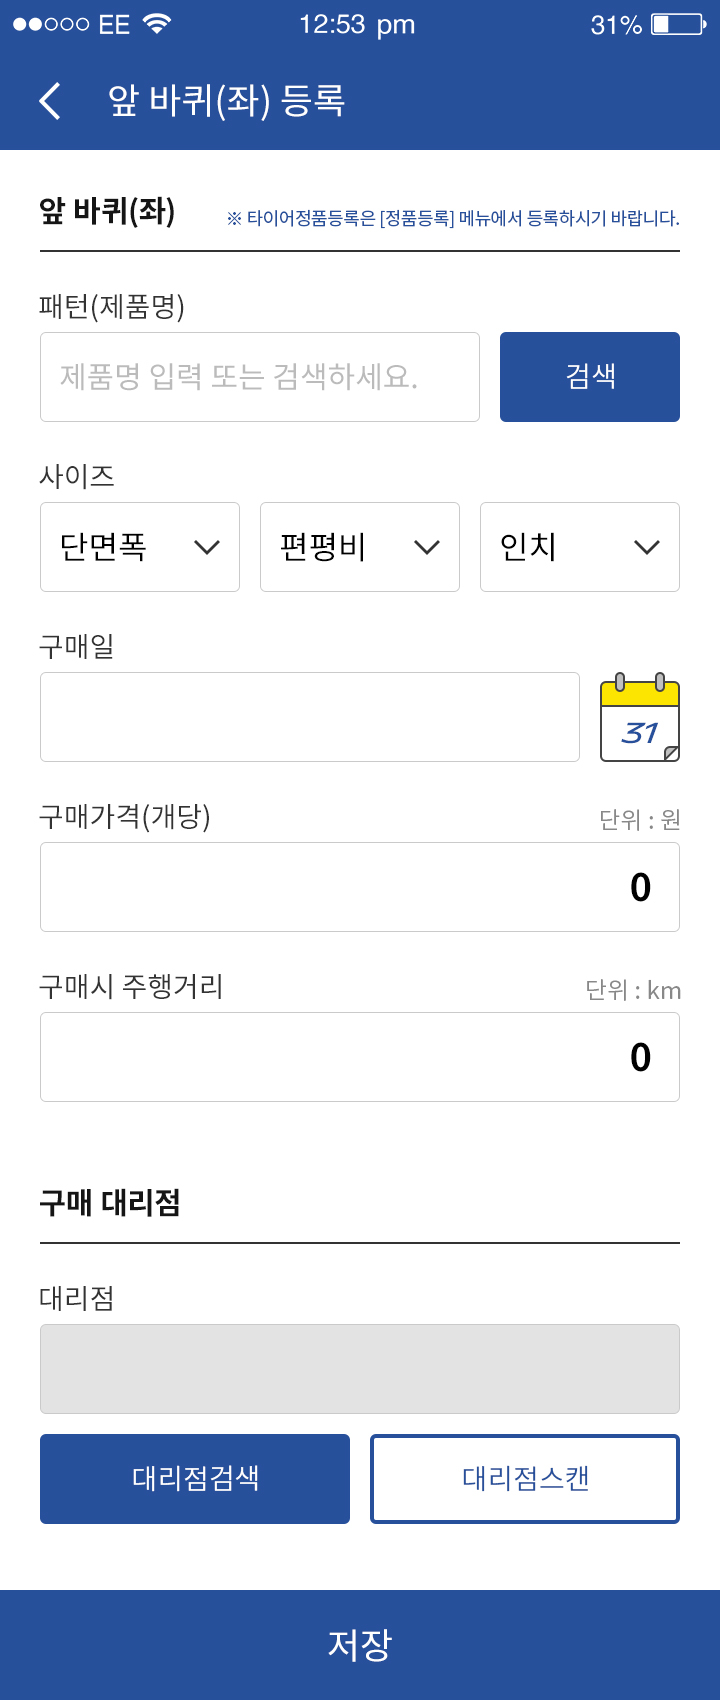 EE 12:53 pm 31%
앞 바퀴(좌) 등록
앞 바퀴(좌) ※ 타이어정품등록은 [정품등록] 메뉴에서 등록하시기 바랍니다.
패턴(제품명)
제품명 입력 또는 검색하세요. 검색
사이즈
단면폭 편평비 인치
구매일
31
구매가격(개당) 단위 : 원
0
구매시 주행거리 단위 : km
0
구매 대리점
대리점
대리점검색 대리점스캔
저장